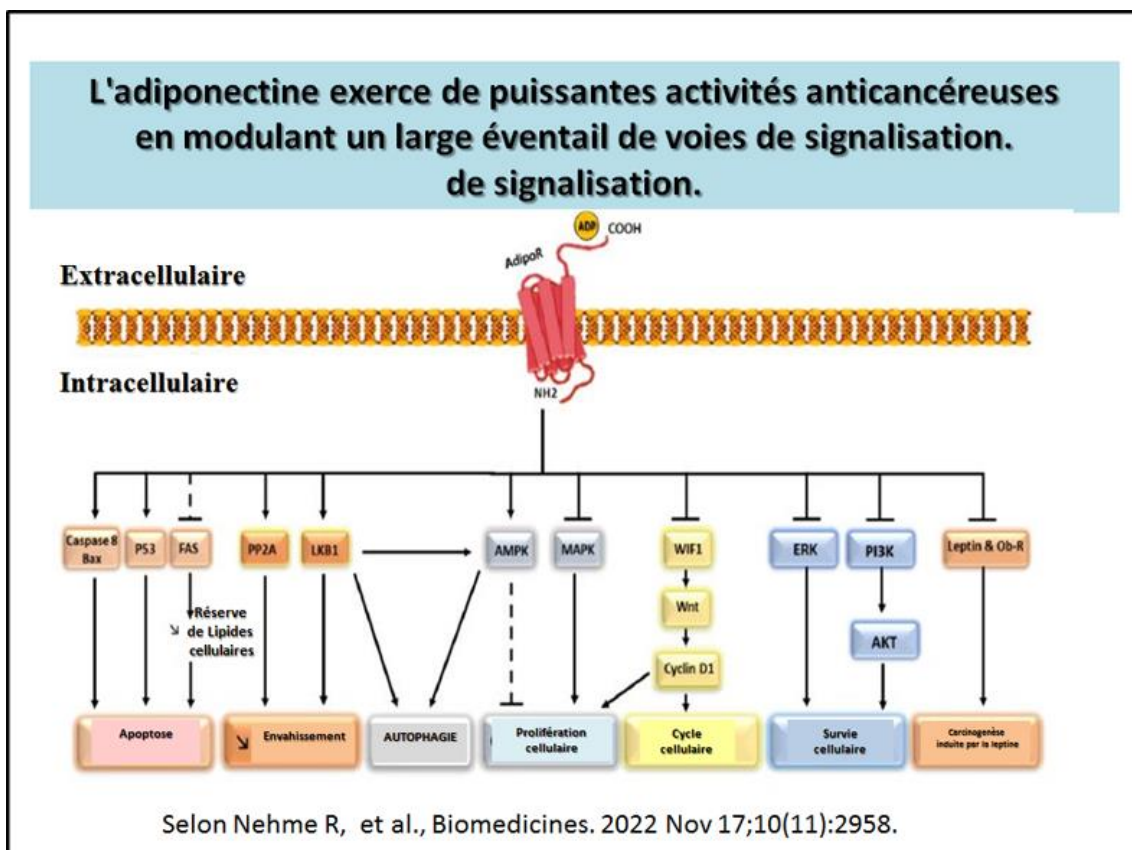 L'adiponectine exerce de puissantes activités anticancéreuses
en modulant un large éventail de voies de signalisation.
de signalisation.
ADP
COOH
AdipoR
Extracellulaire
Intracellulaire
NH2
Caspase 8
Bax
P53
FAS
PP2A
LKB1
AMPK
MAPK
WIF1
ERK
PI3K
Leptin & Ob-R
Wnt
↘ Réserve
de Lipides
cellulaires
AKT
Cyclin D1
Apoptose
↘ Envahissement
AUTOPHAGIE
Prolifération
cellulaire
Cycle
cellulaire
Survie
cellulaire
Carcinogenèse
induite par la leptine
Selon Nehme R, et al., Biomedicines. 2022 Nov 17;10(11):2958.